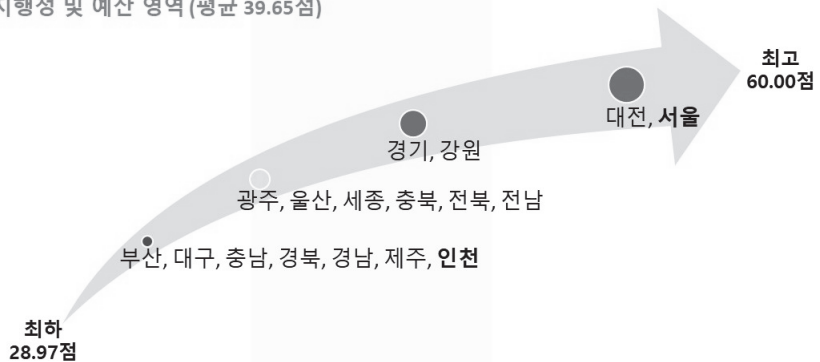 행정 및 예산 영역 (평균 39.65점)
최고
60.00점
대전, 서울
경기, 강원
광주, 울산, 세종, 충북, 전북, 전남
부산, 대구, 충남, 경북, 경남, 제주, 인천
최하
28.97점